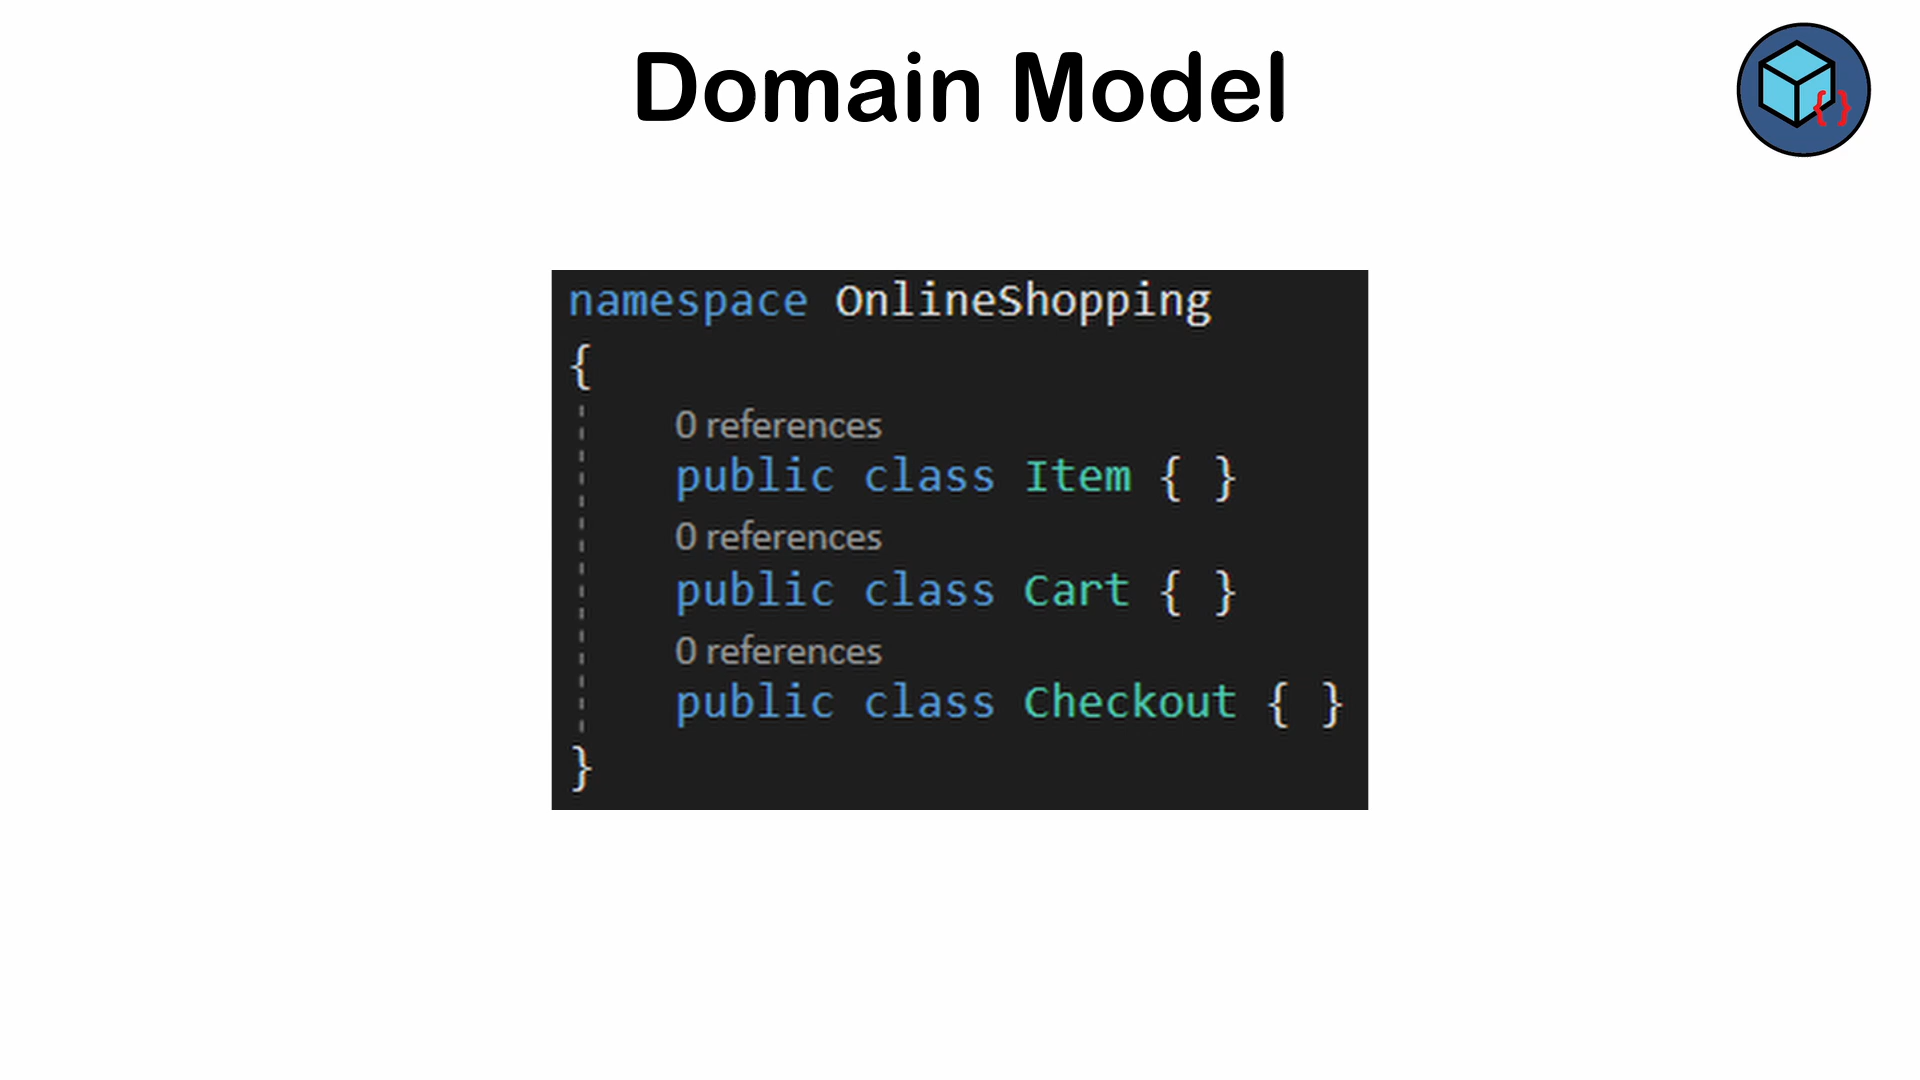 Domain Model
{}
namespace OnlineShopping
{
0 references
public class Item { }
0 references
public class Cart { }
0 references
public class Checkout { }
}